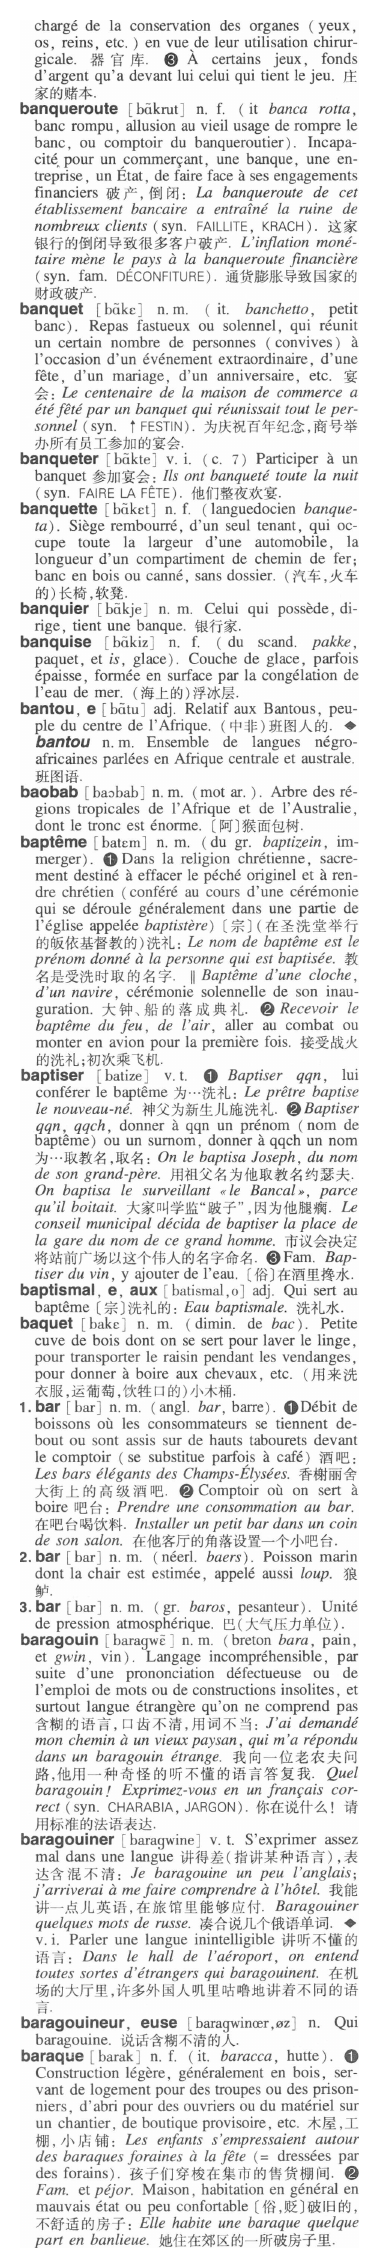 chargé de la conservation des organes (yeux,
os, reins, etc.) en vue de leur utilisation chirur-
gicale. 器官库. ❸ À certains jeux, fonds
d'argent qu'a devant lui celui qui tient le jeu. 庄
家的赌本.
banqueroute [bɑ̃krut] n. f. (it banca rotta,
banc rompu, allusion au vieil usage de rompre le
banc, ou comptoir du banqueroutier). Incapa-
cité pour un commerçant, une banque, une en-
treprise, un État, de faire face à ses engagements
financiers 破产,倒闭: La banqueroute de cet
établissement bancaire a entraîné la ruine de
nombreux clients (syn. FAILLITE, KRACH). 这家
银行的倒闭导致很多客户破产. L'inflation moné-
taire mène le pays à la banqueroute financière
(syn. fam. DÉCONFITURE). 通货膨胀导致国家的
财政破产.
banquet [bɑ̃kɛ] n. m. (it. banchetto, petit
banc). Repas fastueux ou solennel, qui réunit
un certain nombre de personnes (convives) à
l'occasion d'un événement extraordinaire, d'une
fête, d'un mariage, d'un anniversaire, etc. 宴
会: Le centenaire de la maison de commerce a
été fêté par un banquet qui réunissait tout le per-
sonnel (syn. ↑FESTIN). 为庆祝百年纪念,商号举
办所有员工参加的宴会.
banqueter [bɑ̃kte] v. i. (c. 7) Participer à un
banquet 参加宴会: Ils ont banqueté toute la nuit
(syn. FAIRE LA FÊTE). 他们整夜欢宴.
banquette [bɑ̃kɛt] n. f. (languedocien banque-
ta). Siège rembourré, d'un seul tenant, qui oc-
cupe toute la largeur d'une automobile, la
longueur d'un compartiment de chemin de fer;
banc en bois ou canné, sans dossier. (汽车,火车
的)长椅,软凳.
banquier [bɑ̃kje] n. m. Celui qui possède, di-
rige, tient une banque. 银行家.
banquise [bɑ̃kiz] n. f. (du scand. pakke,
paquet, et is, glace). Couche de glace, parfois
épaisse, formée en surface par la congélation de
l'eau de mer. (海上的)浮冰层.
bantou, e [bɑ̃tu] adj. Relatif aux Bantous, peu-
ple du centre de l'Afrique. (中非)班图人的. ◆
bantou n. m. Ensemble de langues négro-
africaines parlées en Afrique centrale et australe.
班图语.
baobab [baɔbab] n. m. (mot ar.). Arbre des ré-
gions tropicales de l'Afrique et de l'Australie,
dont le tronc est énorme. [阿]猴面包树.
baptême [batɛm] n. m. (du gr. baptizein, im-
merger). ❶Dans la religion chrétienne, sacre-
ment destiné à effacer le péché originel et à ren-
dre chrétien (conféré au cours d'une cérémonie
qui se déroule généralement dans une partie de
l'église appelée baptistère) [宗](在圣洗堂举行
的皈依基督教的)洗礼: Le nom de baptême est le
prénom donné à la personne qui est baptisée. 教
名是受洗时取的名字. ‖ Baptême d'une cloche,
d'un navire, cérémonie solennelle de son inau-
guration. 大钟、船的落成典礼. ❷ Recevoir le
baptême du feu, de l'air, aller au combat ou
monter en avion pour la première fois. 接受战火
的洗礼;初次乘飞机.
baptiser [batize] v. t. ❶ Baptiser qqn, lui
conférer le baptême 为…洗礼: Le prêtre baptise
le nouveau-né. 神父为新生儿施洗礼. ❷Baptiser
qqn, qqch, donner à qqn un prénom (nom de
baptême) ou un surnom, donner à qqch un nom
为…取教名,取名: On le baptisa Joseph, du nom
de son grand-père. 用祖父名为他取教名约瑟夫.
On baptisa le surveillant «le Bancal», parce
qu'il boitait. 大家叫学监“跛子”,因为他腿瘸. Le
conseil municipal décida de baptiser la place de
la gare du nom de ce grand homme. 市议会决定
将站前广场以这个伟人的名字命名. ❸Fam. Bap-
tiser du vin, y ajouter de l'eau. [俗]在酒里搀水.
baptismal, e, aux [batismal,o] adj. Qui sert au
baptême [宗]洗礼的: Eau baptismale. 洗礼水.
baquet [bakɛ] n. m. (dimin. de bac). Petite
cuve de bois dont on se sert pour laver le linge,
pour transporter le raisin pendant les vendanges,
pour donner à boire aux chevaux, etc. (用来洗
衣服,运葡萄,饮牲口的)小木桶.
1. bar [bar] n. m. (angl. bar, barre). ❶Débit de
boissons où les consommateurs se tiennent de-
bout ou sont assis sur de hauts tabourets devant
le comptoir (se substitue parfois à café) 酒吧:
Les bars élégants des Champs-Élysées. 香榭丽舍
大街上的高级酒吧. ❷ Comptoir où on sert à
boire 吧台: Prendre une consommation au bar.
在吧台喝饮料. Installer un petit bar dans un coin
de son salon. 在他客厅的角落设置一个小吧台.
2. bar [bar] n. m. (néerl. baers). Poisson marin
dont la chair est estimée, appelé aussi loup. 狼
鲈.
3. bar [bar] n. m. (gr. baros, pesanteur). Unité
de pression atmosphérique. 巴(大气压力单位).
baragouin [baragwɛ̃] n. m. (breton bara, pain,
et gwin, vin). Langage incompréhensible, par
suite d'une prononciation défectueuse ou de
l'emploi de mots ou de constructions insolites, et
surtout langue étrangère qu'on ne comprend pas
含糊的语言,口齿不清,用词不当: J'ai demandé
mon chemin à un vieux paysan, qui m'a répondu
dans un baragouin étrange. 我向一位老农夫问
路,他用一种奇怪的听不懂的语言答复我. Quel
baragouin! Exprimez-vous en un français cor-
rect (syn. CHARABIA, JARGON). 你在说什么! 请
用标准的法语表达.
baragouiner [baragwine] v. t. S'exprimer assez
mal dans une langue 讲得差(指讲某种语言),表
达含混不清: Je baragouine un peu l'anglais;
j'arriverai à me faire comprendre à l'hôtel. 我能
讲一点儿英语,在旅馆里能够应付. Baragouiner
quelques mots de russe. 凑合说几个俄语单词. ◆
v. i. Parler une langue inintelligible 讲听不懂的
语言: Dans le hall de l'aéroport, on entend
toutes sortes d'étrangers qui baragouinent. 在机
场的大厅里,许多外国人叽里咕噜地讲着不同的语
言.
baragouineur, euse [baragwinœr,øz] n. Qui
baragouine. 说话含糊不清的人.
baraque [barak] n. f. (it. baracca, hutte). ❶
Construction légère, généralement en bois, ser-
vant de logement pour des troupes ou des prison-
niers, d'abri pour des ouvriers ou du matériel sur
un chantier, de boutique provisoire, etc. 木屋,工
棚,小店铺: Les enfants s'empressaient autour
des baraques foraines à la fête (= dressées par
des forains). 孩子们穿梭在集市的售货棚间. ❷
Fam. et péjor. Maison, habitation en général en
mauvais état ou peu confortable [俗,贬]破旧的,
不舒适的房子: Elle habite une baraque quelque
part en banlieue. 她住在郊区的一所破房子里.